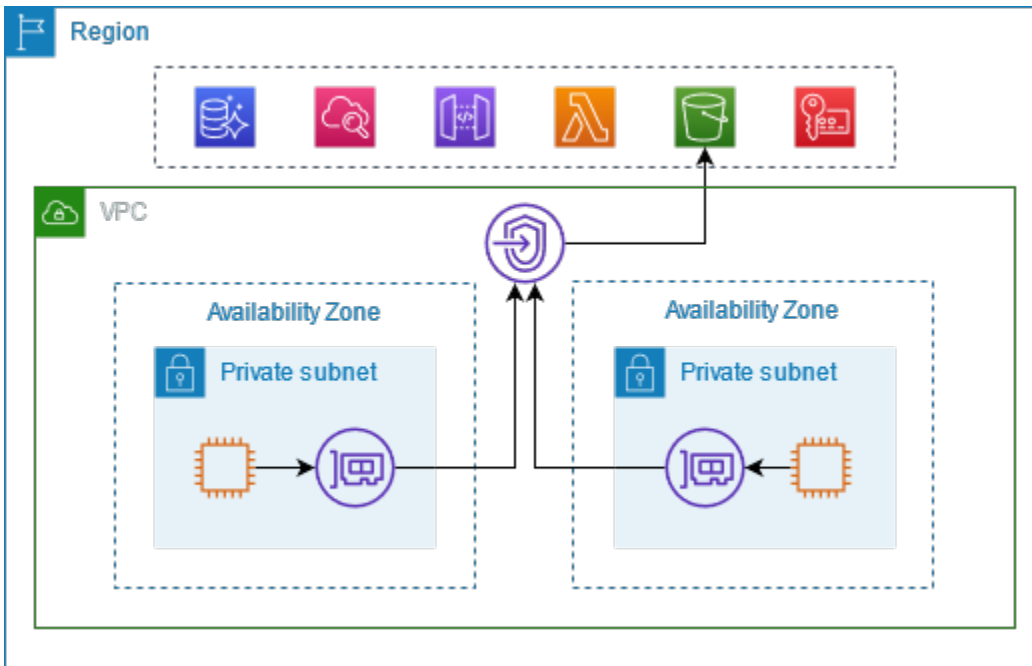 Region
VPC
Availability Zone
Availability Zone
Private subnet
Private subnet